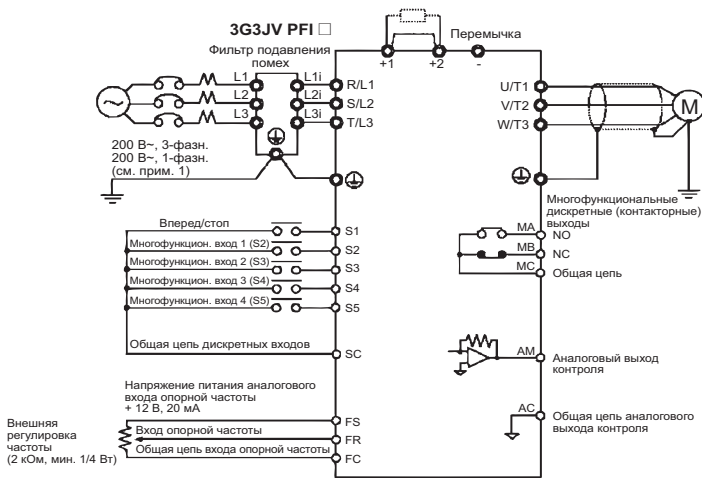 3G3JV PFI □
Фильтр подавления
помех
Перемычка
+1
+2
-
L1
L1i
R/L1
L2
L2i
S/L2
L3
L3i
T/L3
U/T1
V/T2
W/T3
M
200 В~, 3-фазн.
200 В~, 1-фазн.
(см. прим. 1)
Многофункциональные
дискретные (контакторные)
выходы
Вперед/стоп
S1
Многофункцион. вход 1 (S2)
S2
Многофункцион. вход 2 (S3)
S3
Многофункцион. вход 3 (S4)
S4
Многофункцион. вход 4 (S5)
S5
Общая цепь дискретных входов
SC
MA
NO
MB
NC
MC
Общая цепь
AM
Аналоговый выход
контроля
AC
Общая цепь аналогового
выхода контроля
Напряжение питания аналогового
входа опорной частоты
+ 12 В, 20 мА
FS
Вход опорной частоты
FR
Общая цепь входа опорной частоты
FC
Внешняя
регулировка
частоты
(2 кОм, мин. 1/4 Вт)